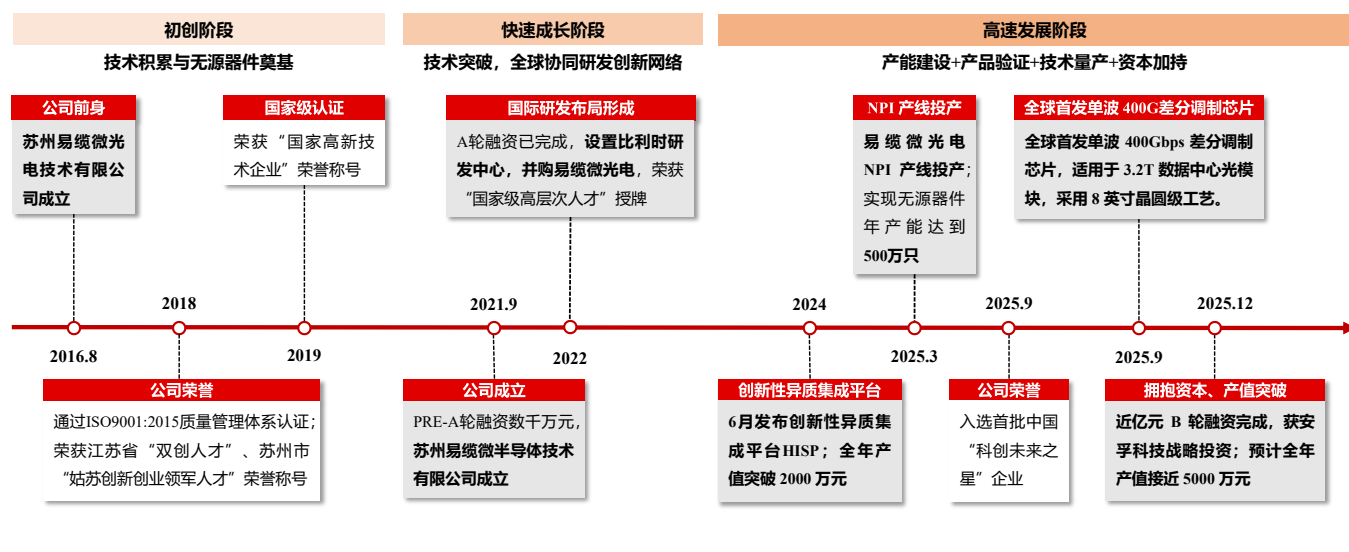 初创阶段
快速成长阶段
高速发展阶段
技术积累与无源器件奠基
技术突破，全球协同研发创新网络
产能建设+产品验证+技术量产+资本加持
公司前身
苏州易缆微光
电技术有限公
司成立
国家级认证
荣获“国家高新技
术企业”荣誉称号
国际研发布局形成
A轮融资已完成，设置比利时研
发中心，并购易缆微光电，荣获
“国家级高层次人才”授牌
NPI 产线投产
易缆微光电
NPI 产线投产；
实现无源器件
年产能达到
500万只
全球首发单波 400G差分调制芯片
全球首发单波 400Gbps 差分调制
芯片，适用于 3.2T 数据中心光模
块，采用 8 英寸晶圆级工艺。
2018
2021.9
2024
2025.9
2025.12
2016.8
2019
2022
2025.3
2025.9
公司荣誉
通过ISO9001:2015质量管理体系认证；
荣获江苏省“双创人才”、苏州市
“姑苏创新创业领军人才”荣誉称号
公司成立
PRE-A轮融资数千万元，
苏州易缆微半导体技术
有限公司成立
创新性异质集成平台
6月发布创新性异质集
成平台HISP；全年产
值突破 2000 万元
公司荣誉
入选首批中国
“科创未来之
星”企业
拥抱资本、产值突破
近亿元 B 轮融资完成，获安
孚科技战略投资；预计全年
产值接近 5000 万元